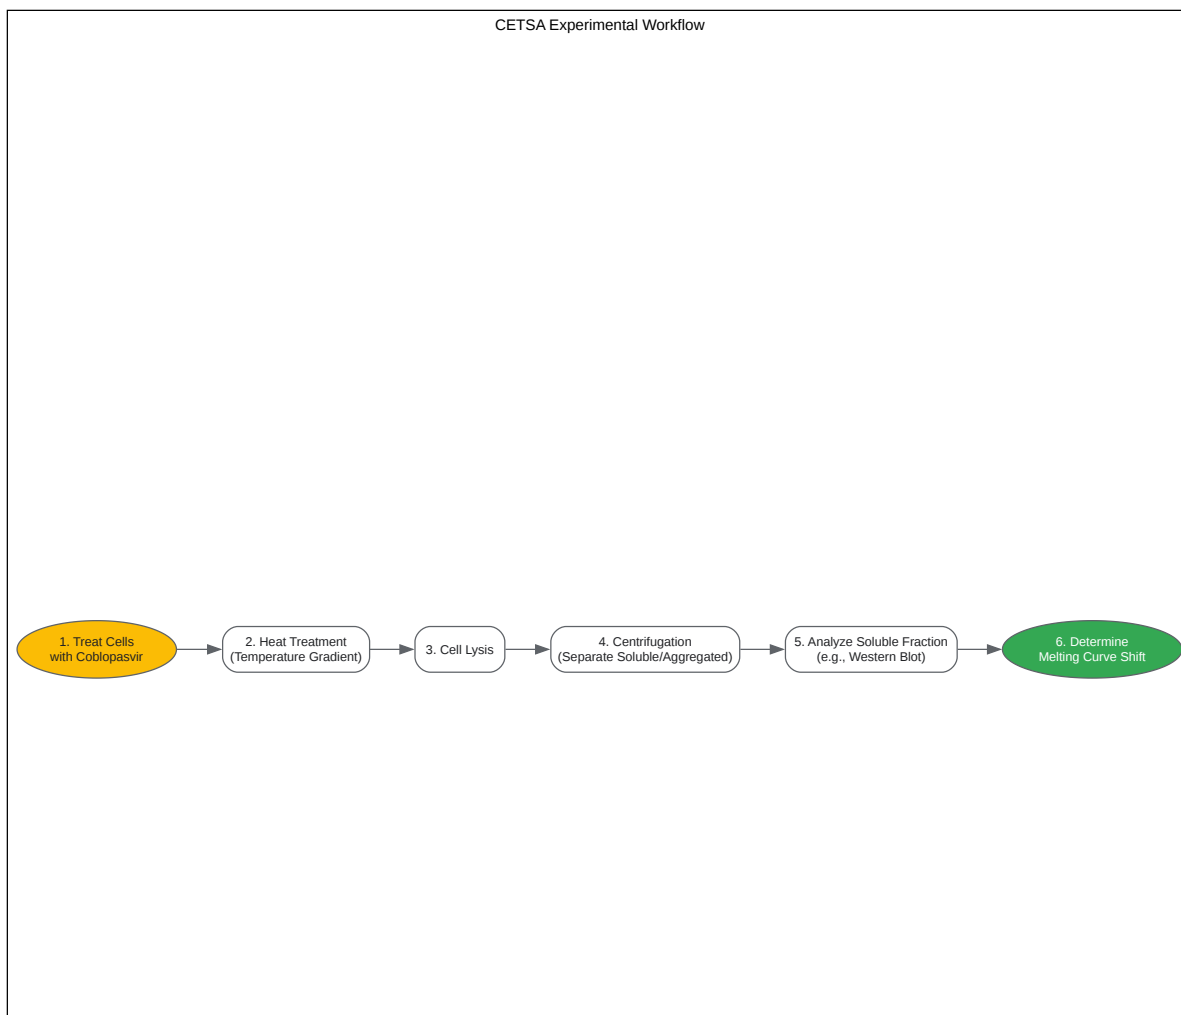 CETSA Experimental Workflow
1. Treat Cells
with Coblopasvir
2. Heat Treatment
(Temperature Gradient)
3. Cell Lysis
4. Centrifugation
(Separate Soluble/Aggregated)
5. Analyze Soluble Fraction
(e.g., Western Blot)
6. Determine
Melting Curve Shift